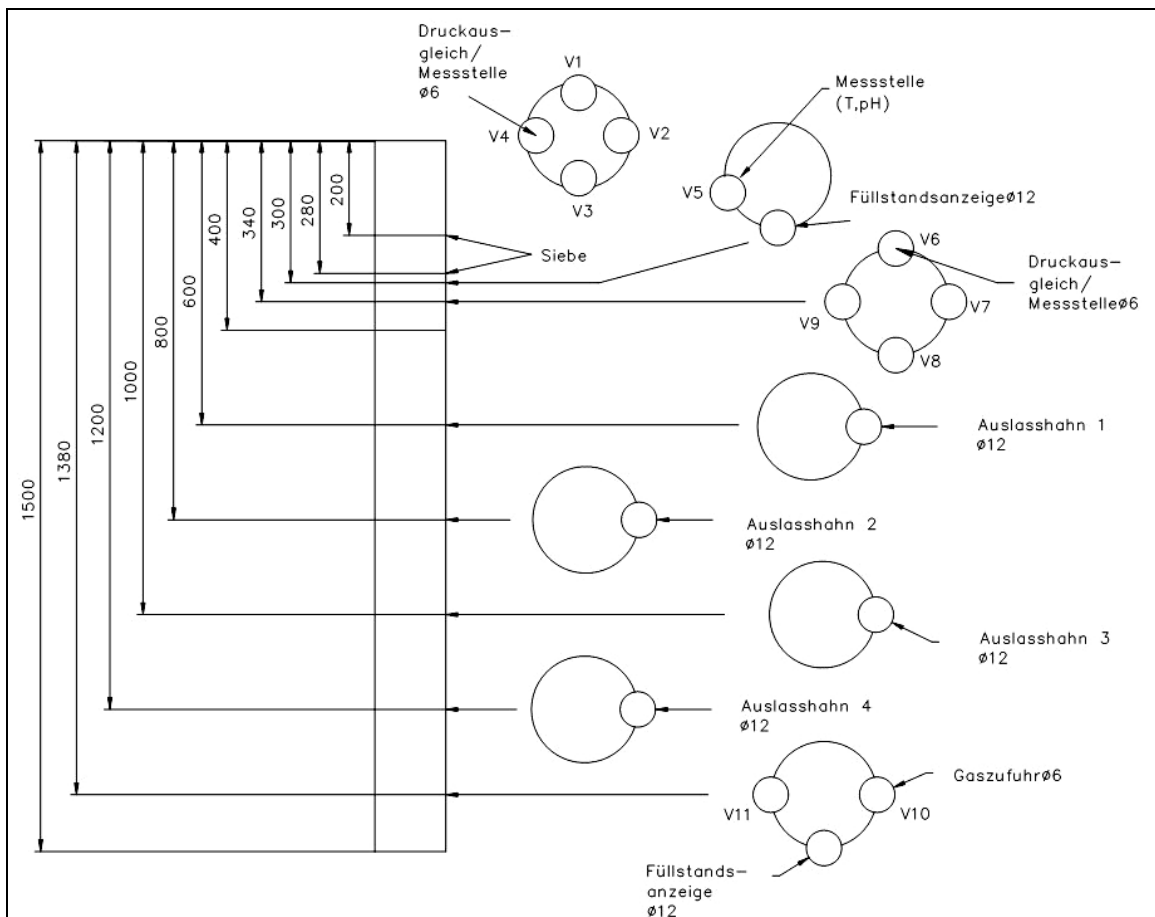 Druckaus-
gleich/
Messstelle
ø6
V1
V4
V2
V3
Messstelle
(T,pH)
V5
Füllstandsanzeigeø12
V6
Druckaus-
gleich/
Messstelleø6
V9
V7
V8
Siebe
200
280
300
340
400
600
800
1000
1200
1380
1500
Auslasshahn 1
ø12
Auslasshahn 2
ø12
Auslasshahn 3
ø12
Auslasshahn 4
ø12
Gaszufuhrø6
V11
V10
Füllstands-
anzeige
ø12